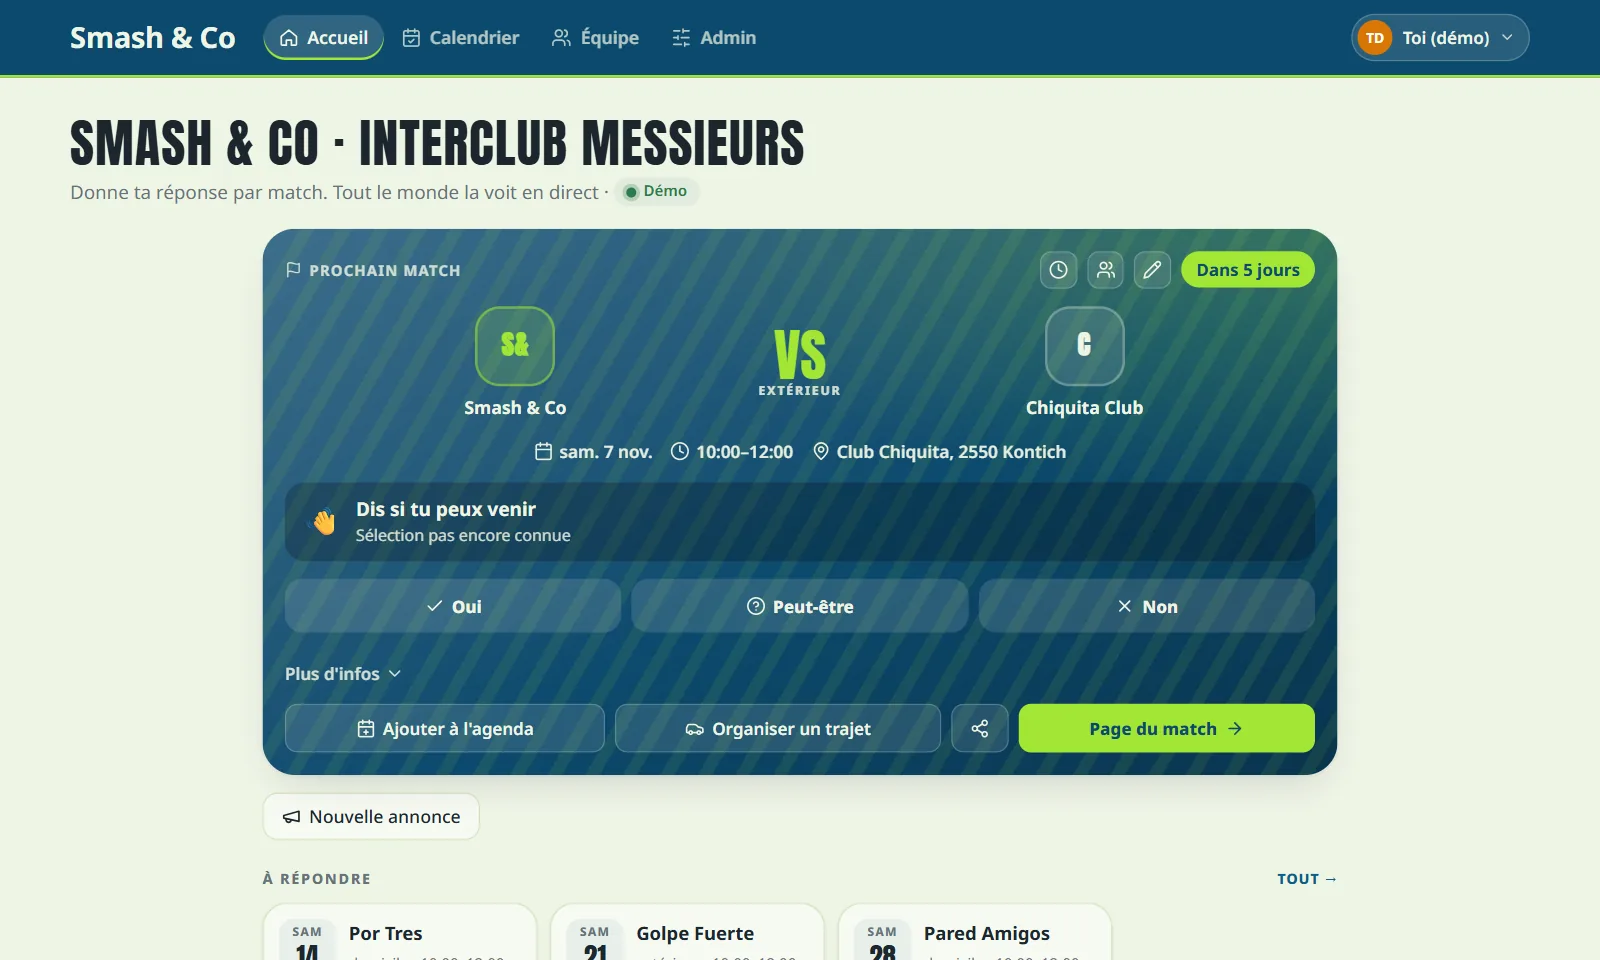 Smash & Co
Accueil
Calendrier
Équipe
Admin
TD
Toi (démo)
SMASH & CO · INTERCLUB MESSIEURS
Donne ta réponse par match. Tout le monde la voit en direct · Démo
PROCHAIN MATCH
Dans 5 jours
S&
VS
C
EXTÉRIEUR
Smash & Co
Chiquita Club
sam. 7 nov.
10:00–12:00
Club Chiquita, 2550 Kontich
Dis si tu peux venir
Sélection pas encore connue
Oui
Peut-être
Non
Plus d'infos
Ajouter à l'agenda
Organiser un trajet
Page du match →
Nouvelle annonce
À RÉPONDRE
TOUT →
SAM
14
Por Tres
SAM
21
Golpe Fuerte
SAM
28
Pared Amigos